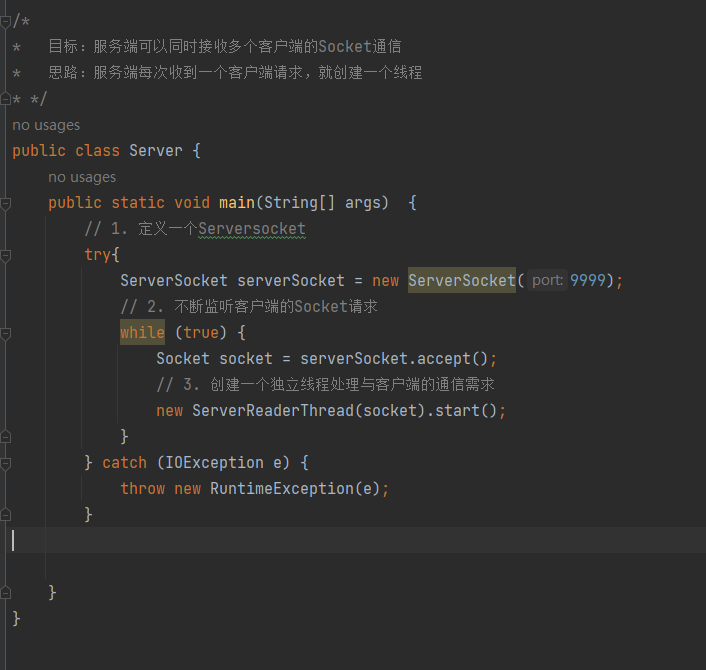 /*
*   目标：服务端可以同时接收多个客户端的Socket通信
*   思路：服务端每次收到一个客户端请求，就创建一个线程
* */
no usages
public class Server {
no usages
public static void main(String[] args)  {
// 1. 定义一个Serversocket
try{
ServerSocket serverSocket = new ServerSocket( port: 9999);
// 2. 不断监听客户端的Socket请求
while (true) {
Socket socket = serverSocket.accept();
// 3. 创建一个独立线程处理与客户端的通信需求
new ServerReaderThread(socket).start();
}
} catch (IOException e) {
throw new RuntimeException(e);
}
}
}